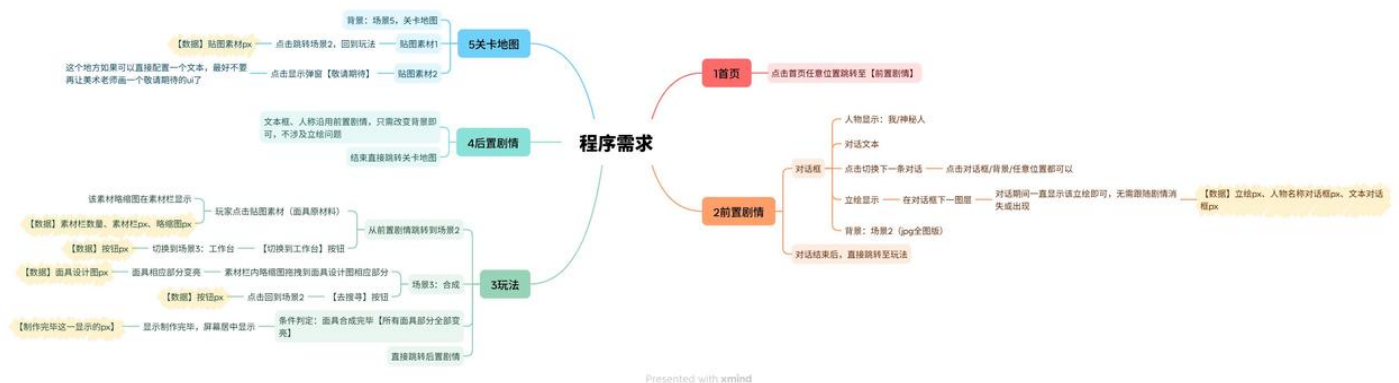 程序需求
1首页
点击首页任意位置跳转至【前置剧情】
2前置剧情
对话框
人物显示：我/神秘人
对话文本
点击切换下一条对话
点击对话框/背景/任意位置都可以
立绘显示
在对话框下一图层
对话期间一直显示该立绘即可，无需跟随剧情消
失或出现
【数据】立绘px、人物名称对话框px、文本对话
框px
背景：场景2（jpg全图版）
对话结束后，直接跳转至玩法
3玩法
从前置剧情跳转到场景2
玩家点击贴图素材（面具原材料）
该素材略缩图在素材栏显示
【数据】素材栏数量、素材栏px、略缩图px
【切换到工作台】按钮
切换到场景3：工作台
【数据】按钮px
场景3：合成
素材栏内略缩图拖拽到面具设计图相应部分
面具相应部分变亮
【数据】面具设计图px
【去搜寻】按钮
点击回到场景2
【数据】按钮px
条件判定：面具合成完毕【所有面具部分全部变
亮】
显示制作完毕，屏幕居中显示
【制作完毕这一显示的px】
直接跳转后置剧情
4后置剧情
文本框、人称沿用前置剧情，只需改变背景即
可，不涉及立绘问题
结束直接跳转关卡地图
5关卡地图
背景：场景5，关卡地图
贴图素材1
点击跳转场景2，回到玩法
【数据】贴图素材px
贴图素材2
点击显示弹窗【敬请期待】
这个地方如果可以直接配置一个文本，最好不要
再让美术老师画一个敬请期待的ui了
Presented with xmind